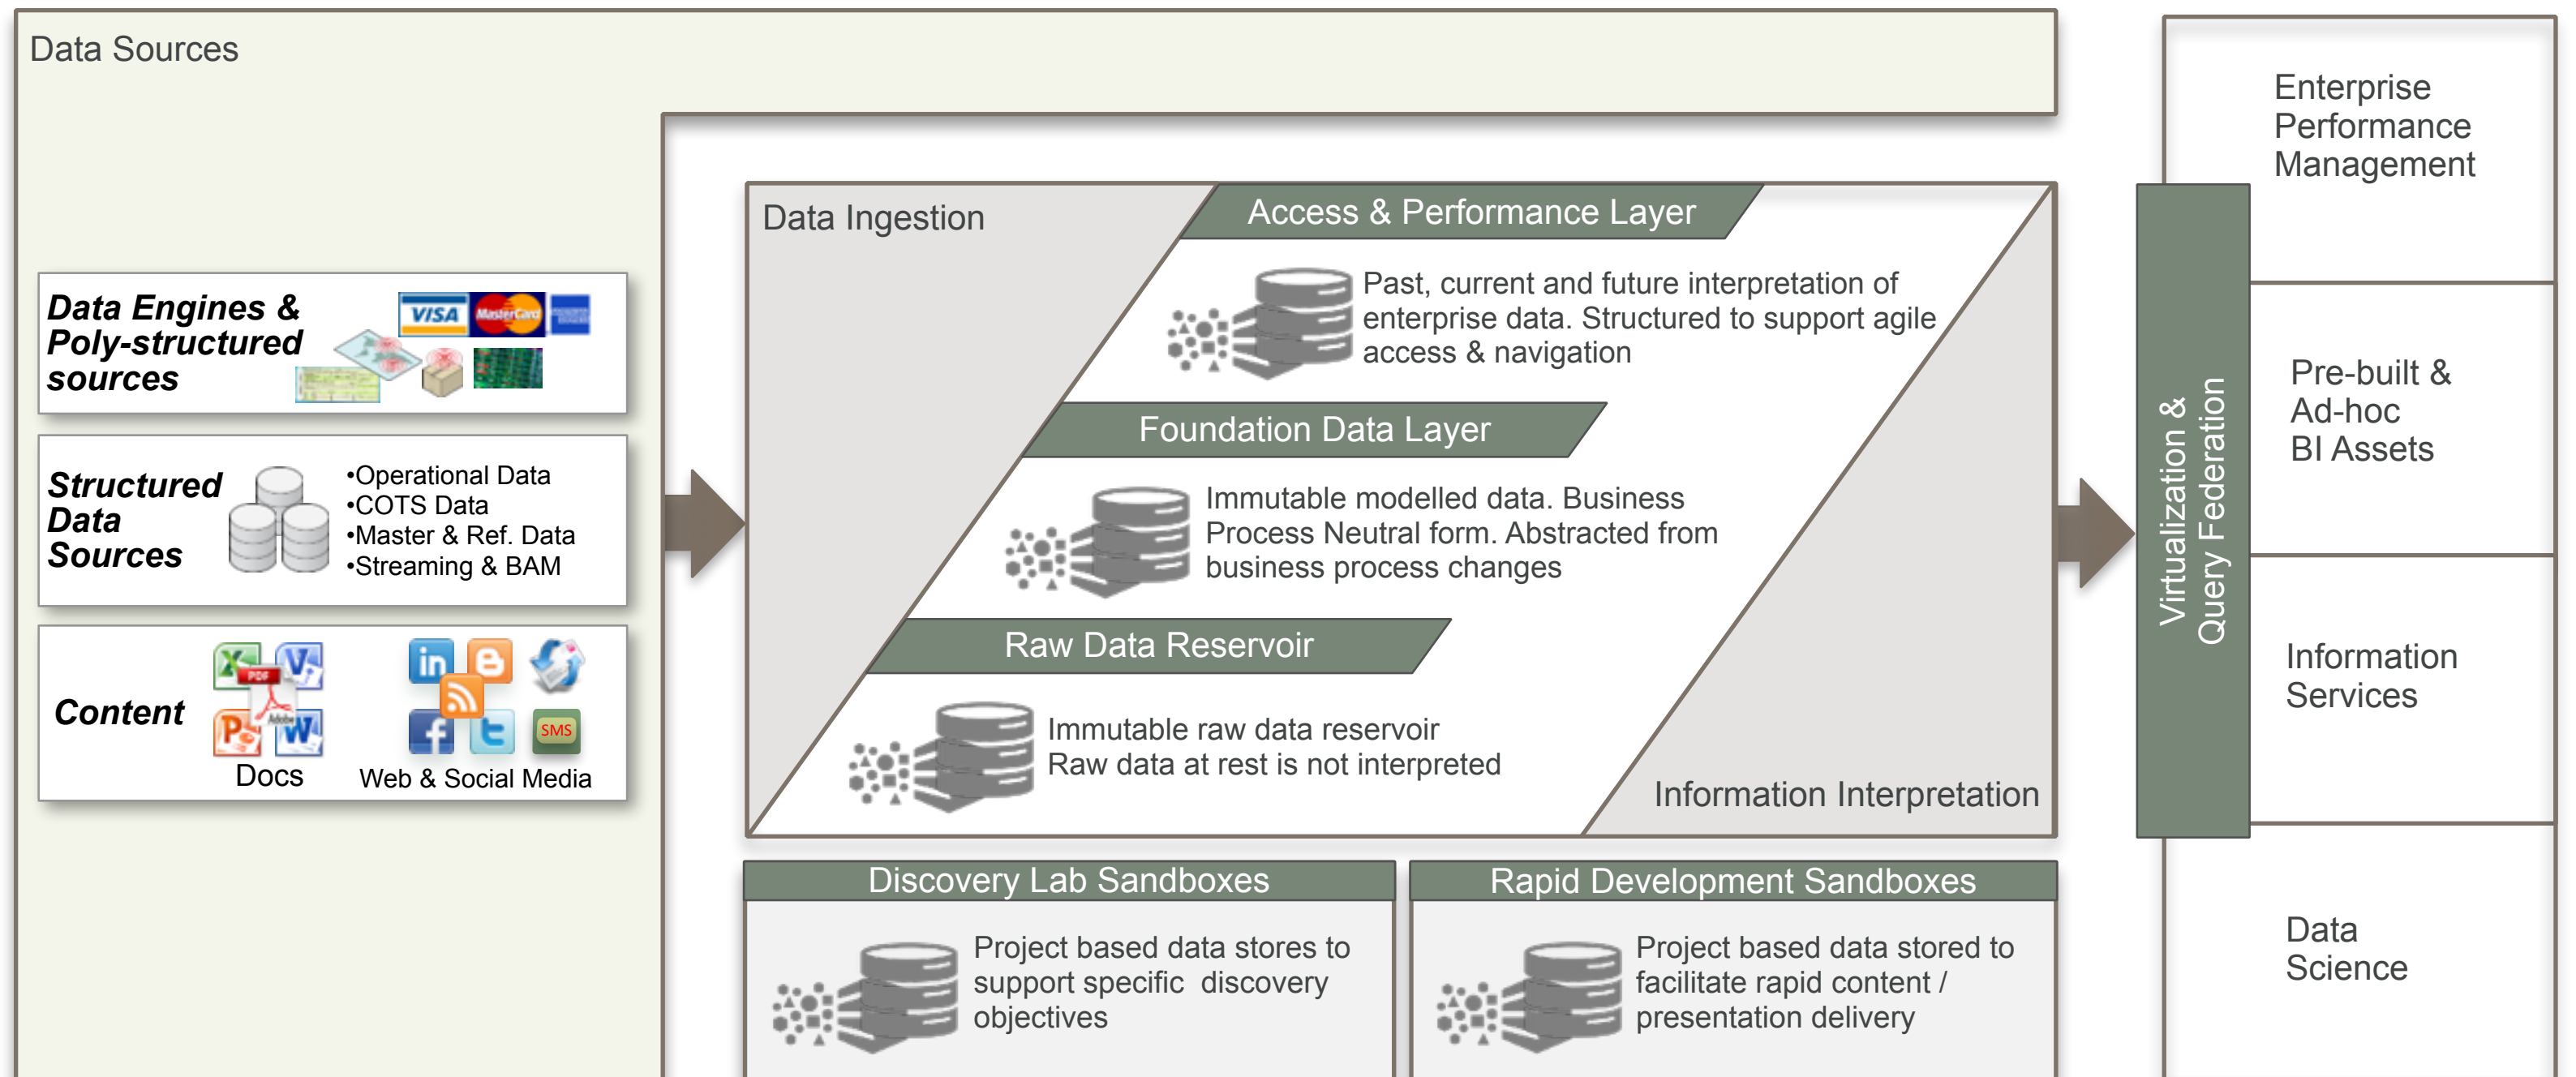 Data Sources
Data Engines &
Poly-structured
sources
VISA
MasterCard
Structured
Data
Sources
•Operational Data
•COTS Data
•Master & Ref. Data
•Streaming & BAM
Content
PDF
Adobe
Docs
in
SMS
Web & Social Media
Data Ingestion
Access & Performance Layer
Past, current and future interpretation of
enterprise data. Structured to support agile
access & navigation
Foundation Data Layer
Immutable modelled data. Business
Process Neutral form. Abstracted from
business process changes
Raw Data Reservoir
Immutable raw data reservoir
Raw data at rest is not interpreted
Information Interpretation
Discovery Lab Sandboxes
Project based data stores to
support specific  discovery
objectives
Rapid Development Sandboxes
Project based data stored to
facilitate rapid content /
presentation delivery
Virtualization &
Query Federation
Enterprise
Performance
Management
Pre-built &
Ad-hoc
BI Assets
Information
Services
Data
Science